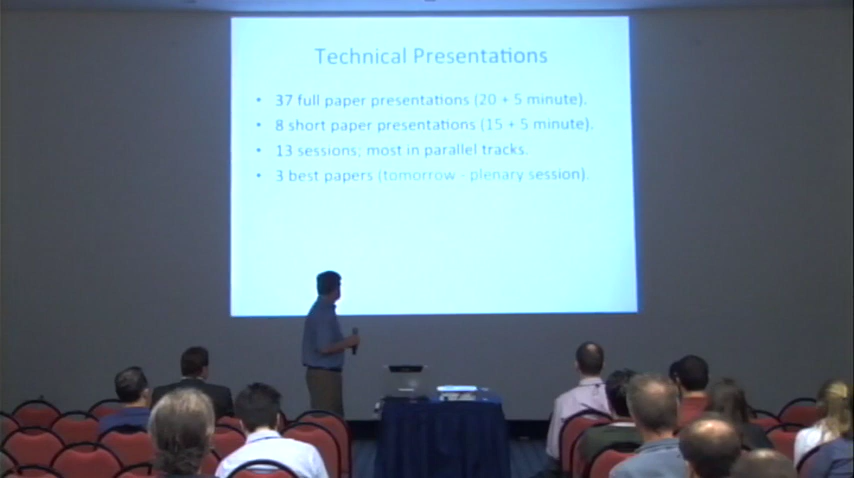 Technical Presentations
• 37 full paper presentations (20 + 5 minute).
• 8 short paper presentations (15 + 5 minute).
• 13 sessions; most in parallel tracks.
• 3 best papers (tomorrow - plenary session).